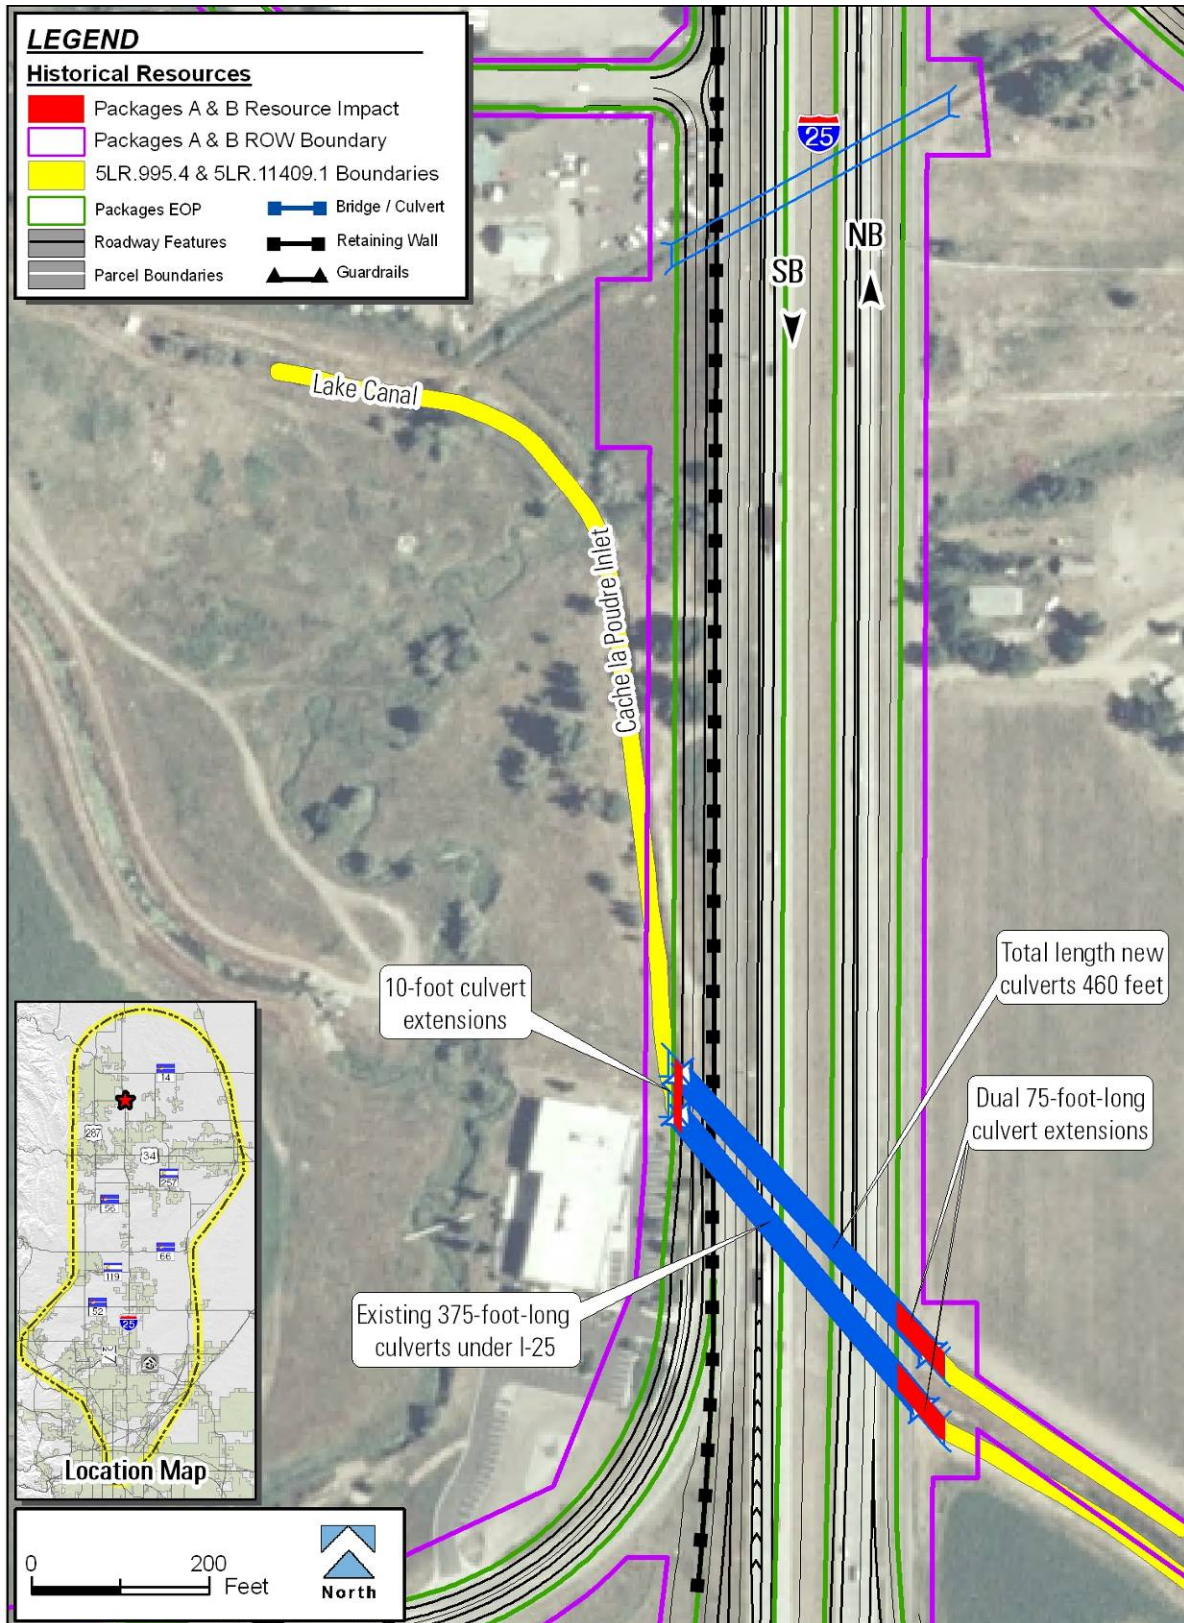 LEGEND
Historical Resources
Packages A & B Resource Impact
Packages A & B ROW Boundary
5LR.995.4 & 5LR.11409.1 Boundaries
Packages EOP
Bridge / Culvert
Roadway Features
Retaining Wall
Parcel Boundaries
Guardrails
25
NB
SB
Lake Canal
Cache la Poudre Inlet
10-foot culvert
extensions
Total length new
culverts 460 feet
Dual 75-foot-long
culvert extensions
Existing 375-foot-long
culverts under I-25
14
287
34
257
56
66
119
52
25
Location Map
0
200
Feet
North